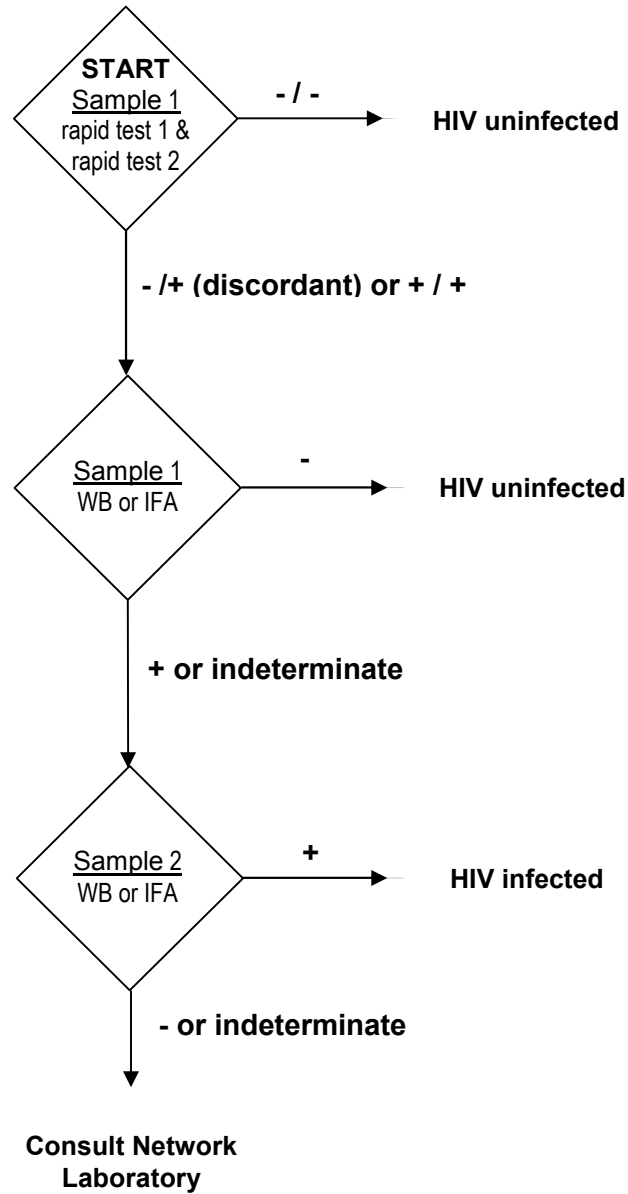 START
Sample 1
rapid test 1 &
rapid test 2
- / -
HIV uninfected
- /+ (discordant) or + / +
Sample 1
WB or IFA
-
HIV uninfected
+ or indeterminate
Sample 2
WB or IFA
+
HIV infected
- or indeterminate
Consult Network
Laboratory